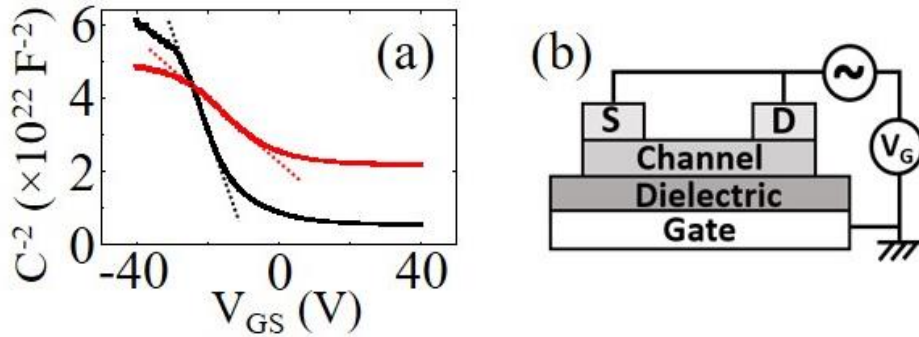 (a)
C⁻² (×10²² F⁻²)
6
4
2
0
-40
0
40
V_GS (V)
(b)
~
S
D
V_G
Channel
Dielectric
Gate